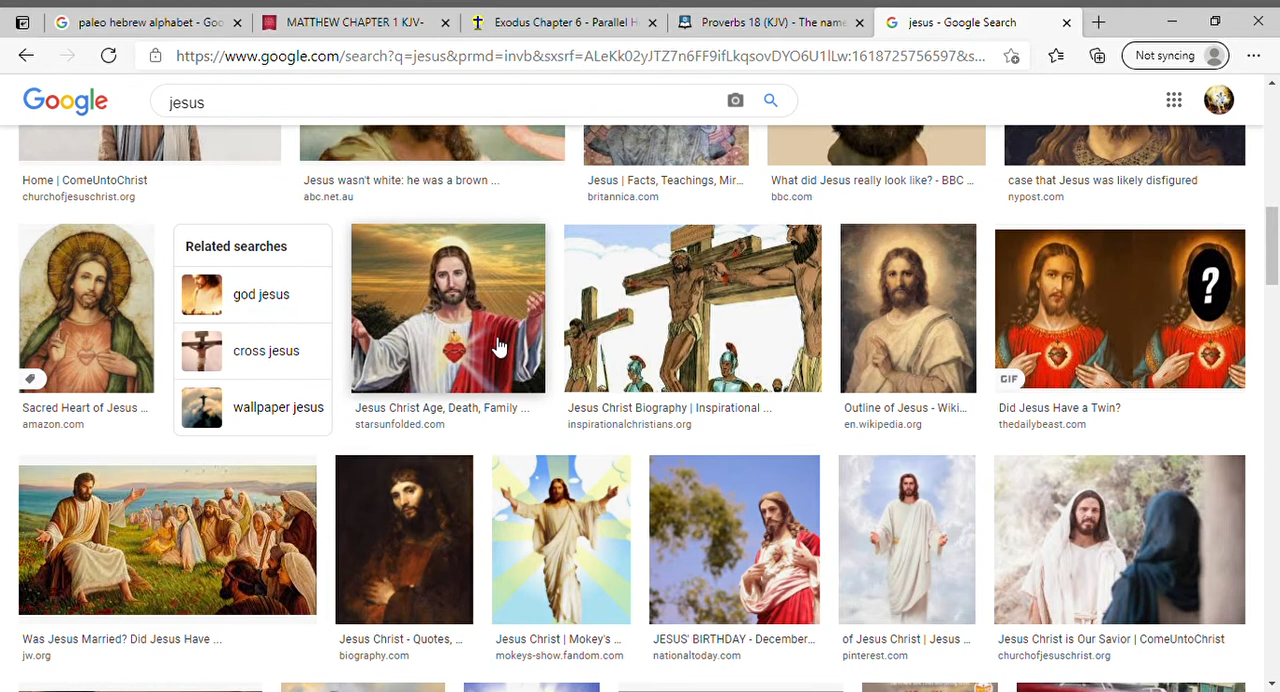 paleo hebrew alphabet - Goo
MATTHEW CHAPTER 1 KJV-
Exodus Chapter 6 - Parallel H
Proverbs 18 (KJV) - The name
jesus - Google Search
https://www.google.com/search?q=jesus&prmd=invb&sxsrf=ALeKk02yJTZ7n6FF9ifLkqsovDYO6U1lLw:1618725756597&s...
Not syncing
Google
jesus
Home | ComeUntoChrist
churchofjesuschrist.org
Jesus wasn't white: he was a brown ...
abc.net.au
Jesus | Facts, Teachings, Mir...
britannica.com
What did Jesus really look like? - BBC ...
bbc.com
case that Jesus was likely disfigured
nypost.com
Sacred Heart of Jesus ...
amazon.com
Related searches
god jesus
cross jesus
wallpaper jesus
Jesus Christ Age, Death, Family ...
starsunfolded.com
Jesus Christ Biography | Inspirational ...
inspirationalchristians.org
Outline of Jesus - Wiki...
en.wikipedia.org
?
GIF
Did Jesus Have a Twin?
thedailybeast.com
Was Jesus Married? Did Jesus Have ...
jw.org
Jesus Christ - Quotes, ...
biography.com
Jesus Christ | Mokey's ...
mokeys-show.fandom.com
JESUS' BIRTHDAY - December...
nationaltoday.com
of Jesus Christ | Jesus ...
pinterest.com
Jesus Christ is Our Savior | ComeUntoChrist
churchofjesuschrist.org